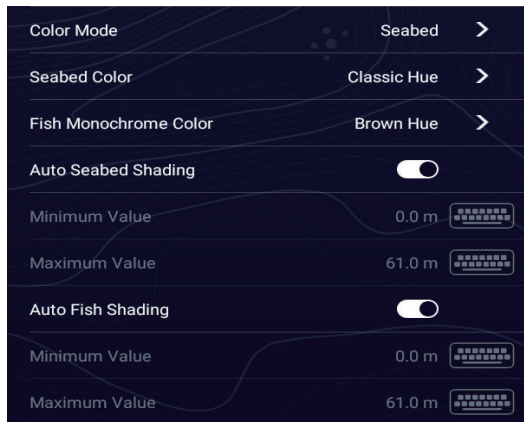 Color Mode Seabed
Seabed Color Classic Hue
Fish Monochrome Color Brown Hue
Auto Seabed Shading
Minimum Value 0.0 m
Maximum Value 61.0 m
Auto Fish Shading
Minimum Value 0.0 m
Maximum Value 61.0 m